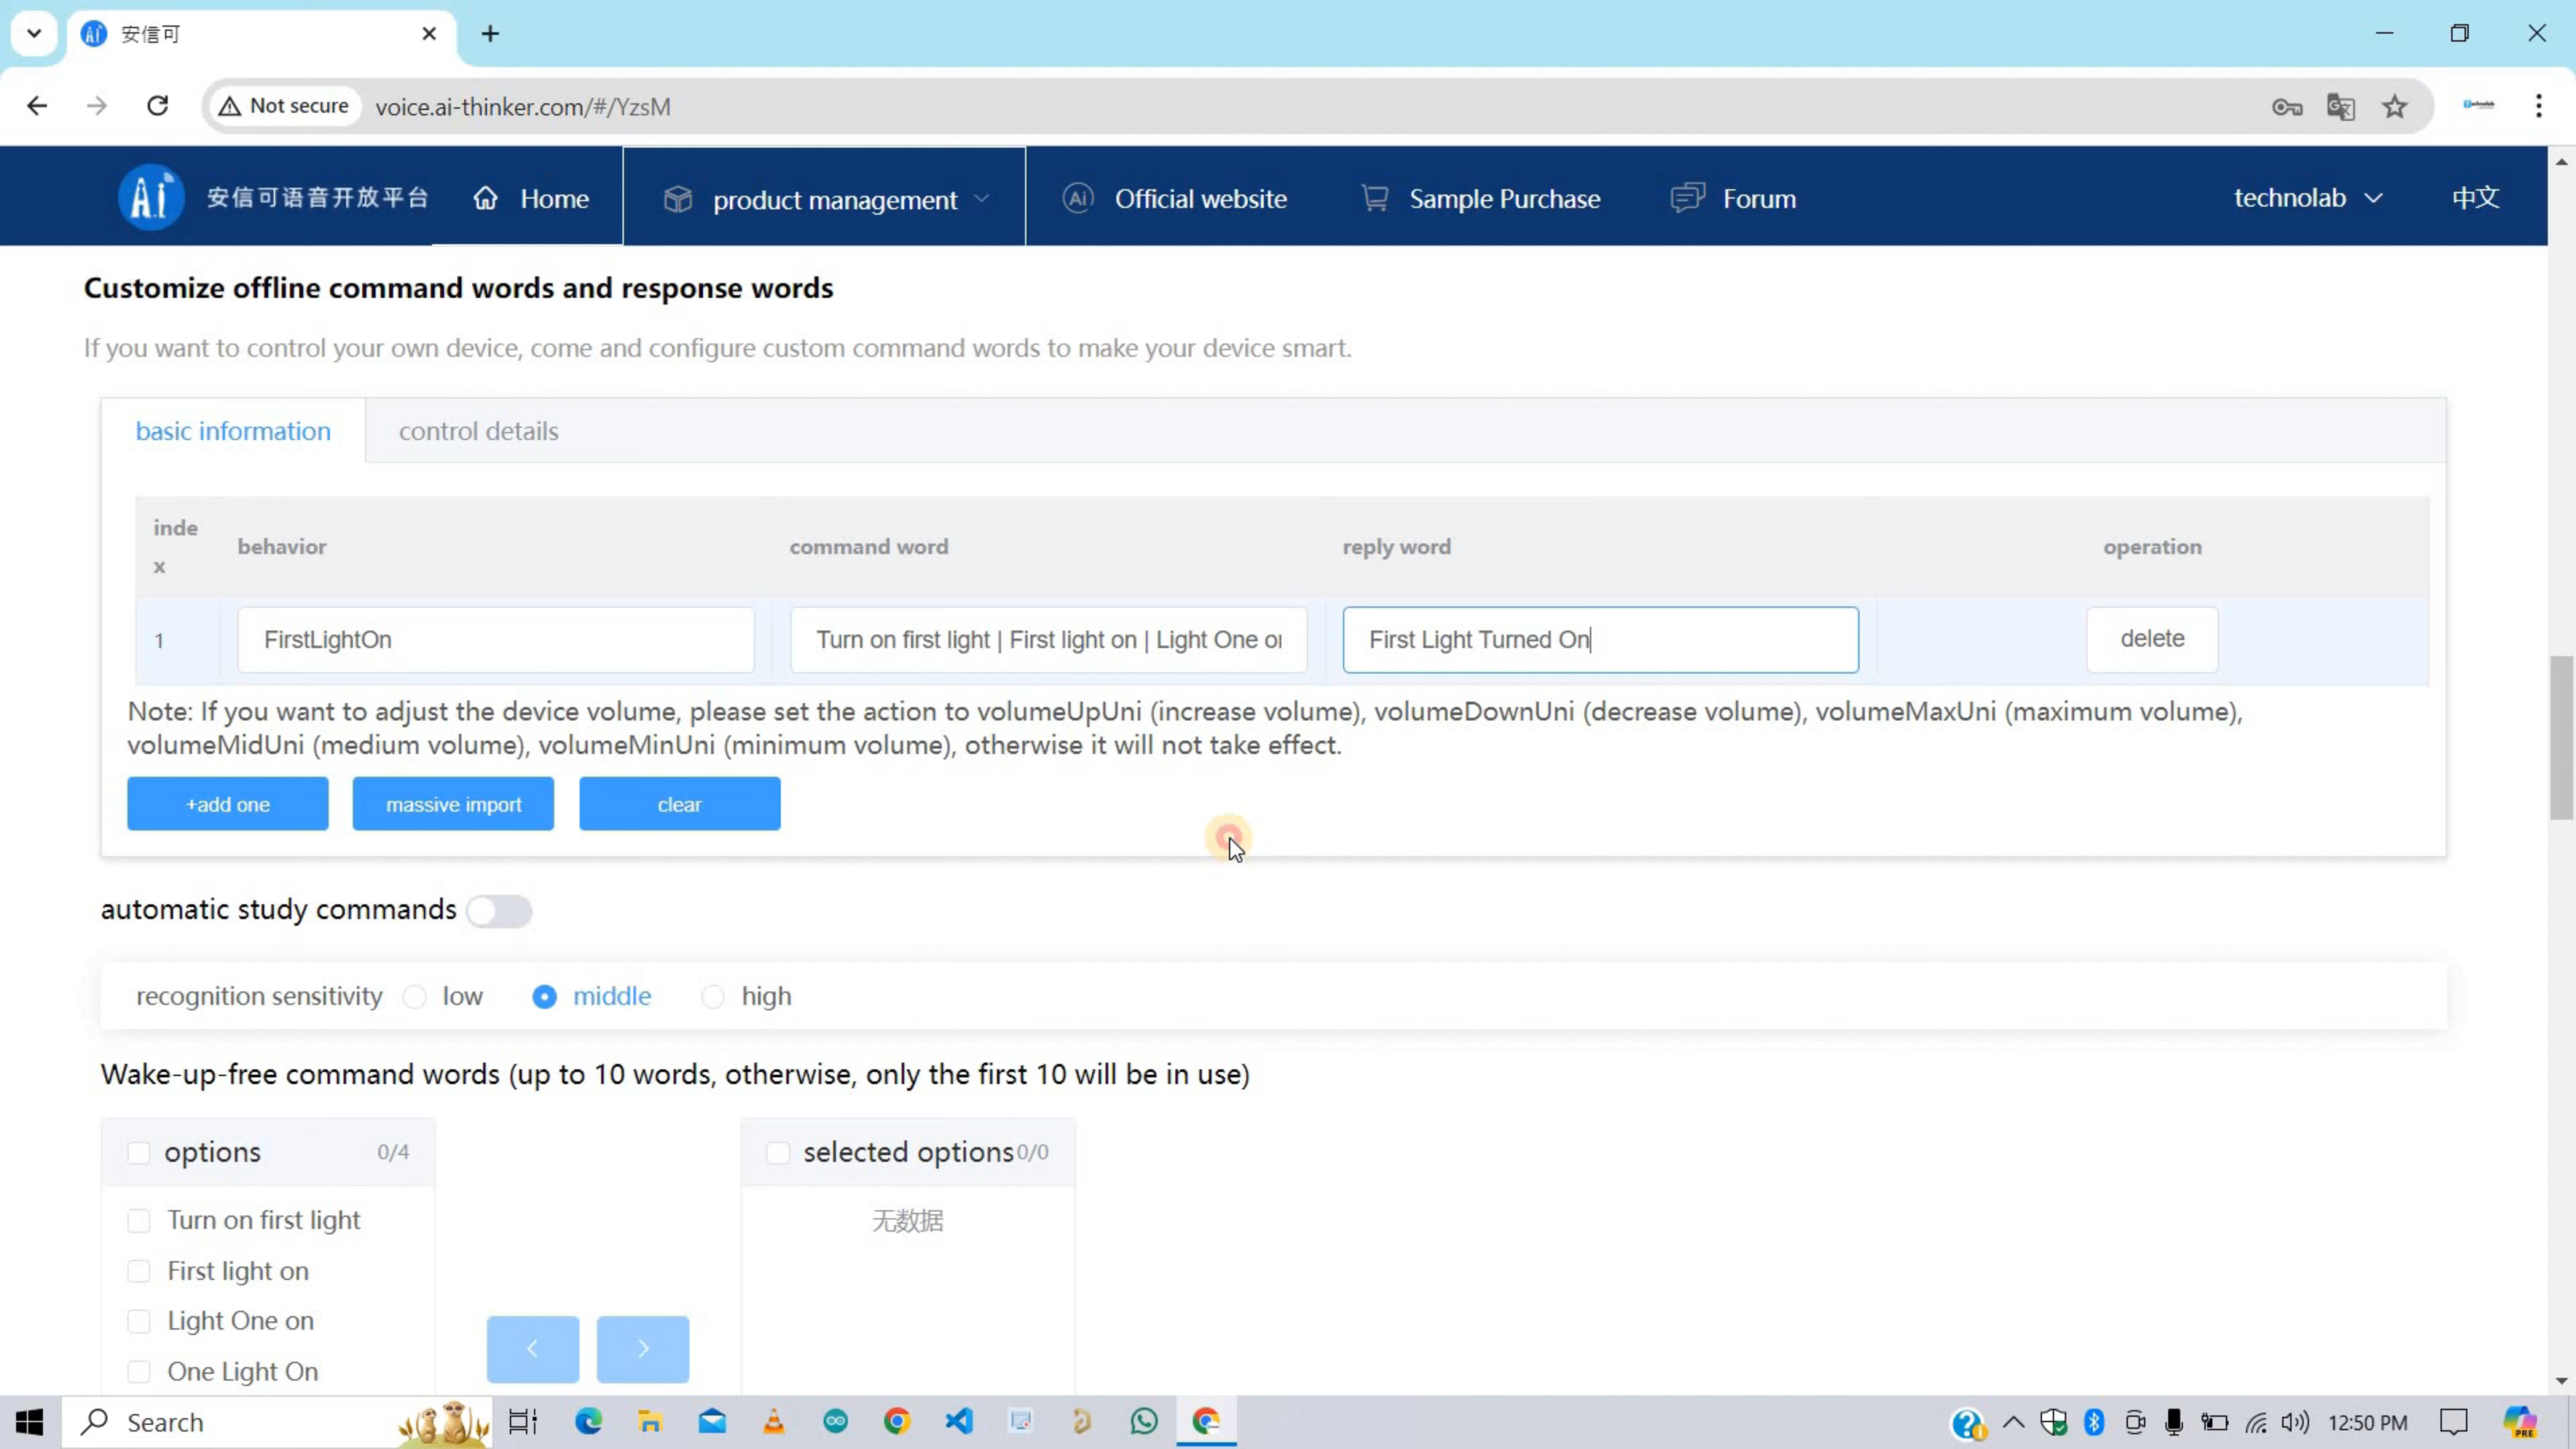 安信可
Not secure
voice.ai-thinker.com/#/YzsM
安信可语音开放平台
Home
product management
Official website
Sample Purchase
Forum
technolab
中文
Customize offline command words and response words
If you want to control your own device, come and configure custom command words to make your device smart.
basic information
control details
inde
x
behavior
command word
reply word
operation
1
FirstLightOn
Turn on first light | First light on | Light One on
First Light Turned On
delete
Note: If you want to adjust the device volume, please set the action to volumeUpUni (increase volume), volumeDownUni (decrease volume), volumeMaxUni (maximum volume),
volumeMidUni (medium volume), volumeMinUni (minimum volume), otherwise it will not take effect.
+add one
massive import
clear
automatic study commands
recognition sensitivity
low
middle
high
Wake-up-free command words (up to 10 words, otherwise, only the first 10 will be in use)
options
0/4
selected options
0/0
Turn on first light
First light on
Light One on
One Light On
无数据
Search
12:50 PM
PRE